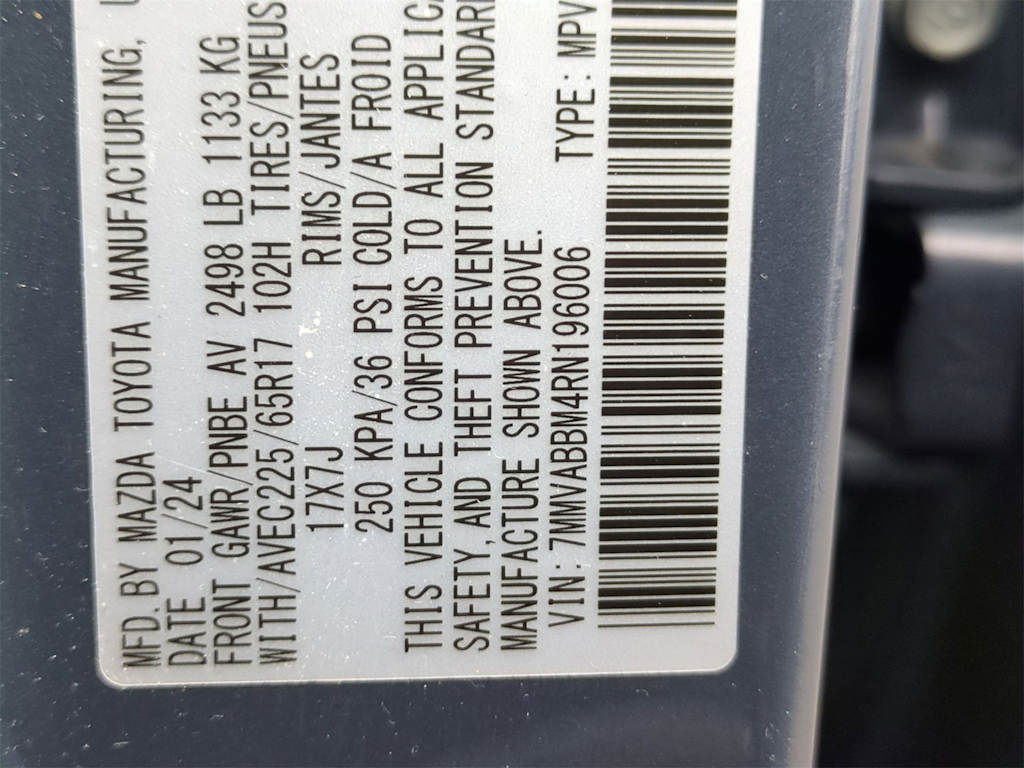 MFD.BY MAZDA TOYOTA MANUFACTURING, U
DATE 01/24
FRONT GAWR/PNBE AV 2498 LB 1133 KG
WITH/AVEC225/65R17 102H TIRES/PNEUS
17X7J RIMS/JANTES
250 KPA/36 PSI COLD/A FROID
THIS VEHICLE CONFORMS TO ALL APPLICA
SAFETY,AND THEFT PREVENTION STANDARD
MANUFACTURE SHOWN ABOVE.
VIN: 7MMVABBM4RN196006 TYPE: MPV